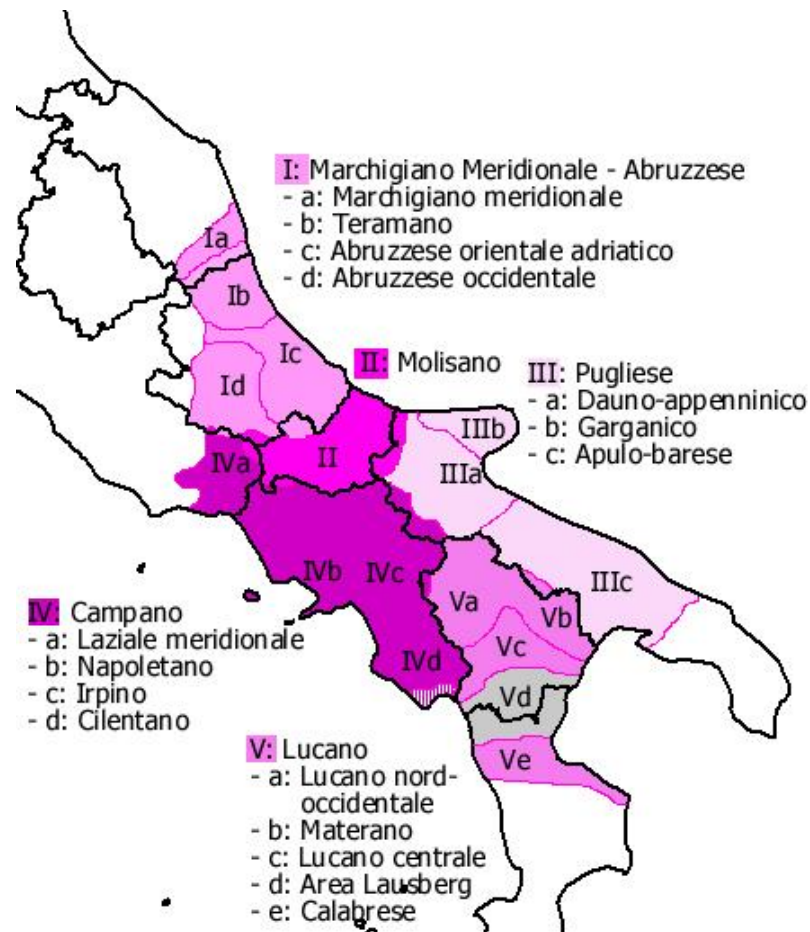 I: Marchigiano Meridionale - Abruzzese
- a: Marchigiano meridionale
- b: Teramano
- c: Abruzzese orientale adriatico
- d: Abruzzese occidentale
Ia
Ib
Ic
Id
II: Molisano
III: Pugliese
- a: Dauno-appenninico
- b: Garganico
- c: Apulo-barese
IIIb
IIIa
II
IVa
IIIc
IVb
IVc
Va
Vb
Vc
IVd
Vd
Ve
IV: Campano
- a: Laziale meridionale
- b: Napoletano
- c: Irpino
- d: Cilentano
V: Lucano
- a: Lucano nord-
occidentale
- b: Materano
- c: Lucano centrale
- d: Area Lausberg
- e: Calabrese